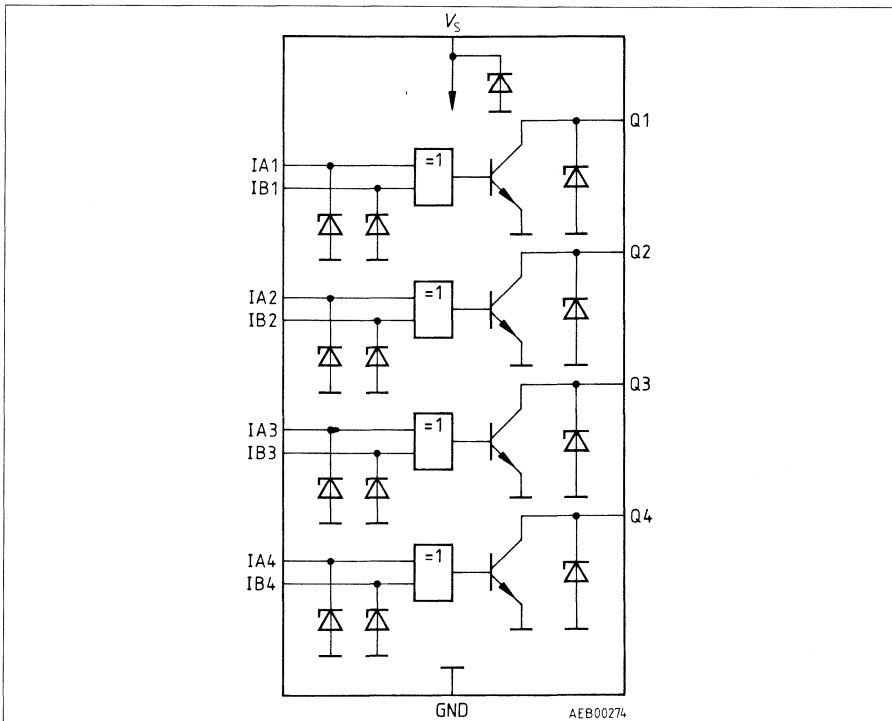 VS
Q1
IA1
=1
IB1
Q2
IA2
=1
IB2
Q3
IA3
=1
IB3
Q4
IA4
=1
IB4
GND
AEB00274